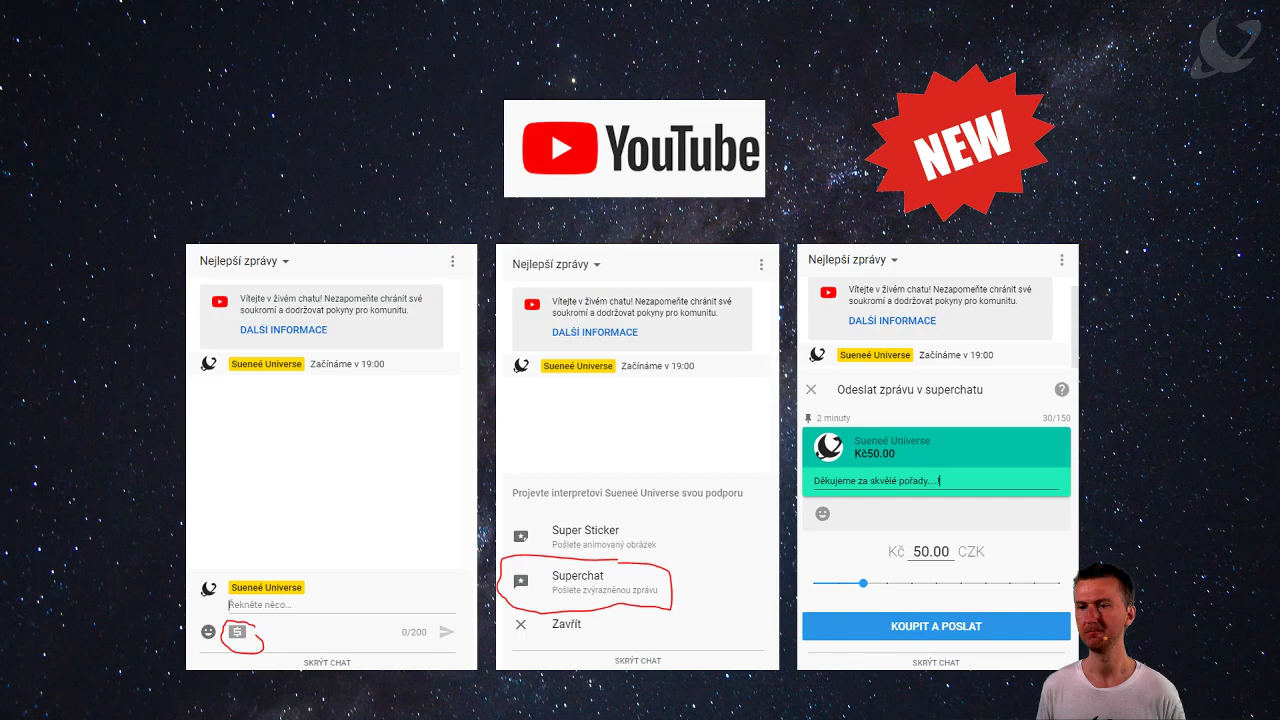 YouTube
NEW
Nejlepší zprávy
Vítejte v živém chatu! Nezapomeňte chránit své
soukromí a dodržovat pokyny pro komunitu.
DALŠÍ INFORMACE
Sueneé Universe Začínáme v 19:00
Sueneé Universe
Řekněte něco...
0/200
SKRÝT CHAT
Nejlepší zprávy
Vítejte v živém chatu! Nezapomeňte chránit své
soukromí a dodržovat pokyny pro komunitu.
DALŠÍ INFORMACE
Sueneé Universe Začínáme v 19:00
Projevte interpretovi Sueneé Universe svou podporu
Super Sticker
Pošlete animovaný obrázek
Superchat
Pošlete zvýrazněnou zprávu
Zavřít
SKRÝT CHAT
Nejlepší zprávy
Vítejte v živém chatu! Nezapomeňte chránit své
soukromí a dodržovat pokyny pro komunitu.
DALŠÍ INFORMACE
Sueneé Universe Začínáme v 19:00
Odeslat zprávu v superchatu
2 minuty 30/150
Sueneé Universe
Kč50.00
Děkujeme za skvělé pořady....!
Kč 50.00 CZK
KOUPIT A POSLAT
SKRÝT CHAT